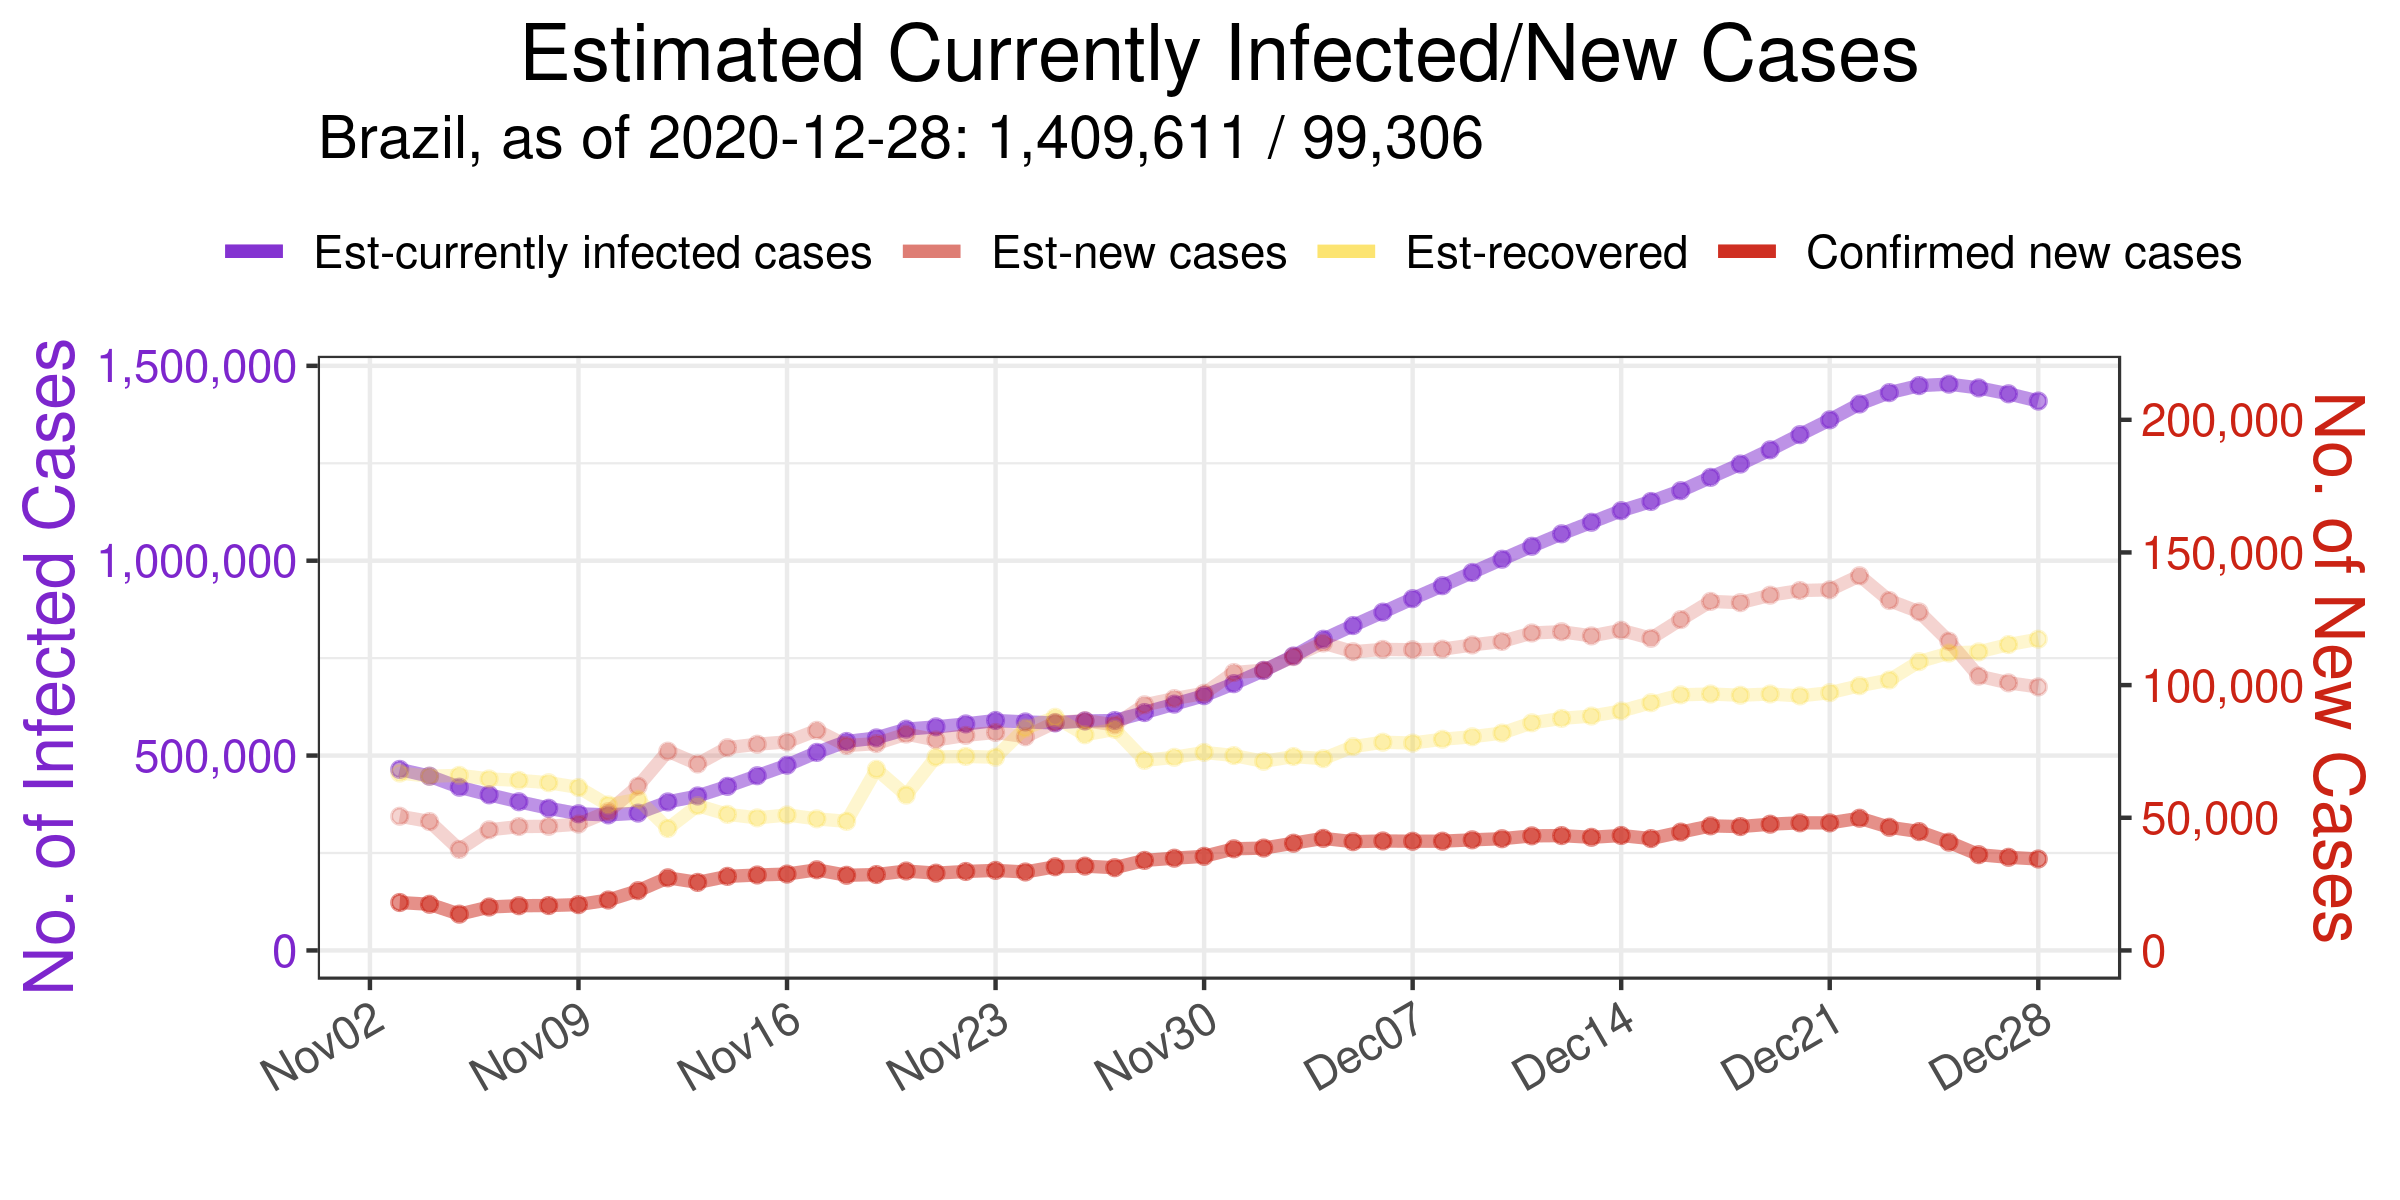 Estimated Currently Infected/New Cases
Brazil, as of 2020-12-28: 1,409,611 / 99,306
Est-currently infected cases Est-new cases Est-recovered Confirmed new cases
No. of Infected Cases
1,500,000
1,000,000
500,000
0
200,000
150,000
100,000
50,000
0
No. of New Cases
Nov02 Nov09 Nov16 Nov23 Nov30 Dec07 Dec14 Dec21 Dec28